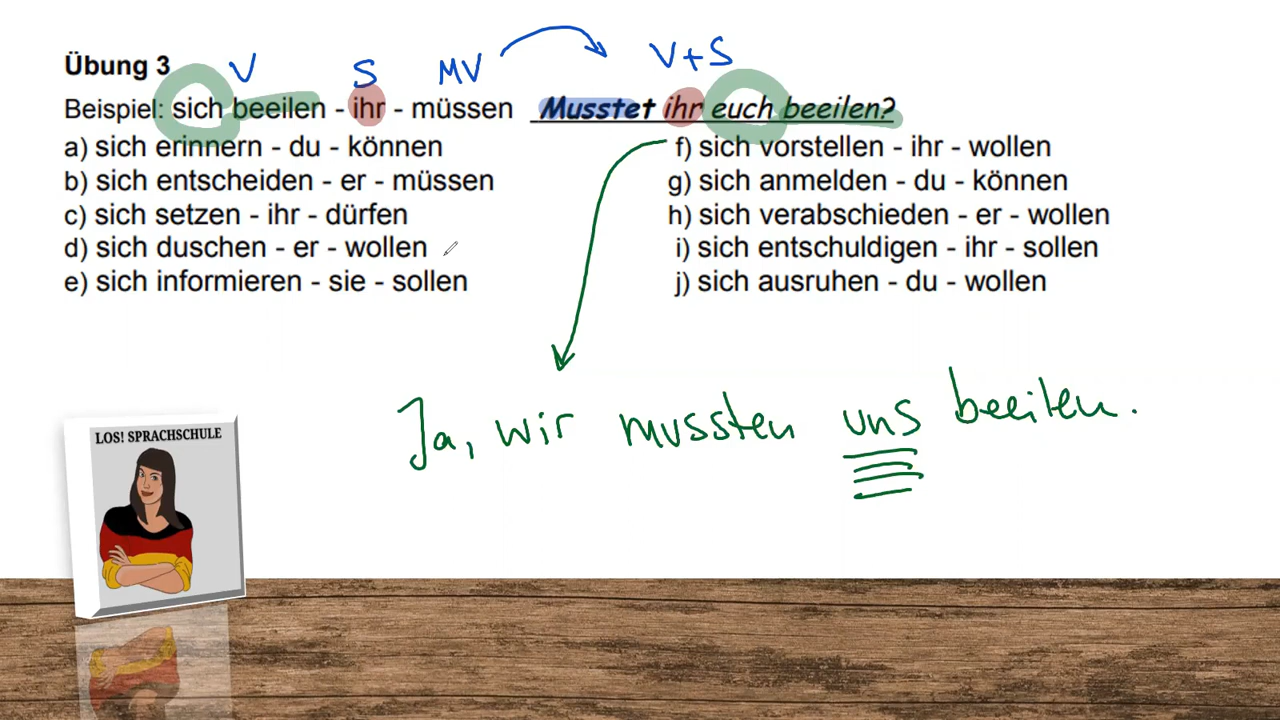 Übung 3 V S MV V+S
Beispiel: sich beeilen - ihr - müssen Musstet ihr euch beeilen?
a) sich erinnern - du - können
b) sich entscheiden - er - müssen
c) sich setzen - ihr - dürfen
d) sich duschen - er - wollen
e) sich informieren - sie - sollen
f) sich vorstellen - ihr - wollen
g) sich anmelden - du - können
h) sich verabschieden - er - wollen
i) sich entschuldigen - ihr - sollen
j) sich ausruhen - du - wollen
Ja, wir mussten uns beeilen.
LOS! SPRACHSCHULE